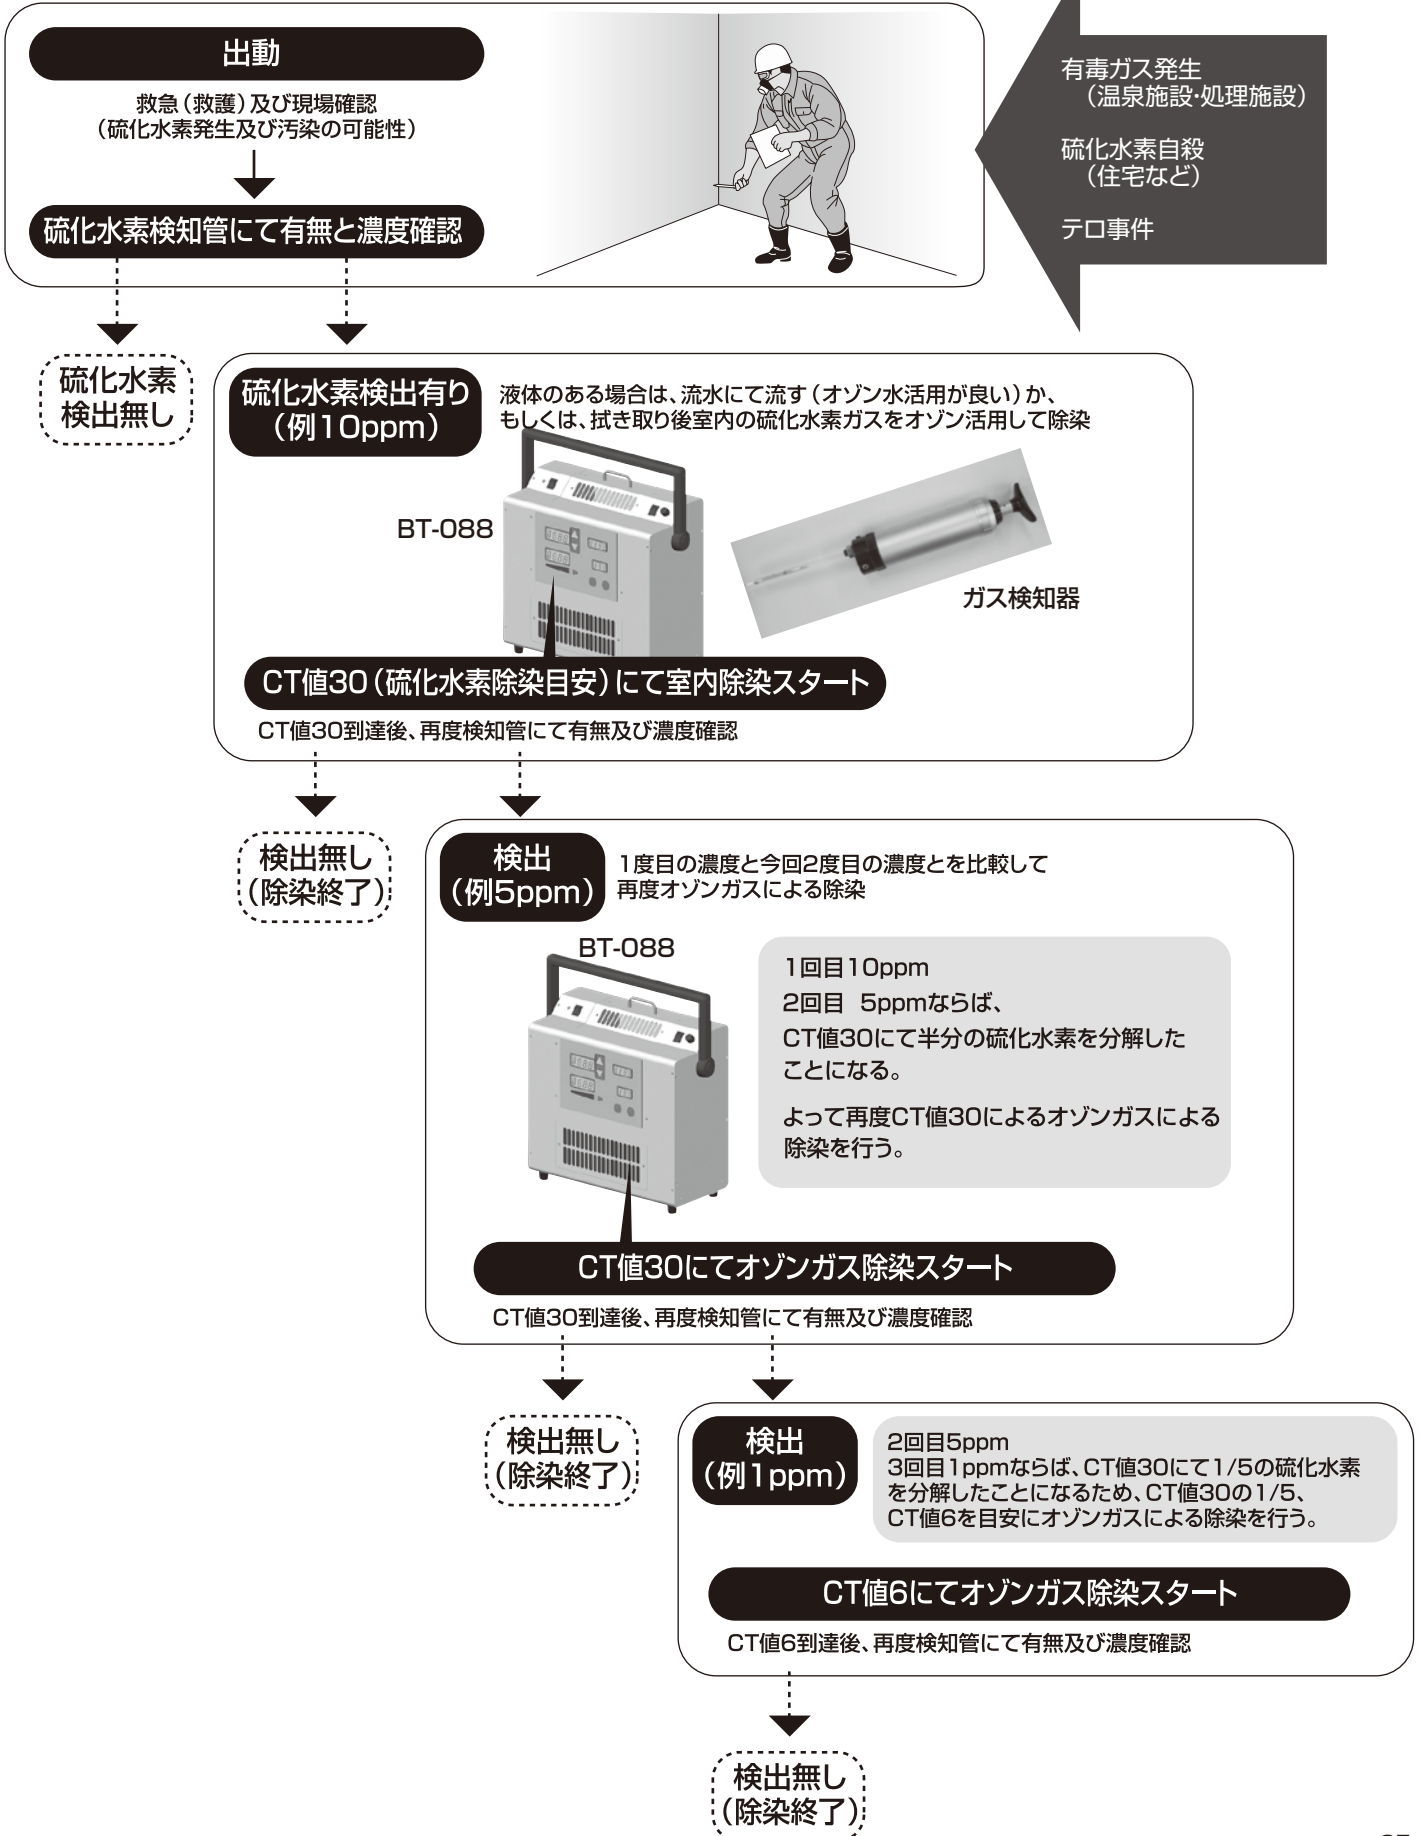 出動
救急（救護）及び現場確認
（硫化水素発生及び汚染の可能性）
硫化水素検知管にて有無と濃度確認
有毒ガス発生
（温泉施設・処理施設）
硫化水素自殺
（住宅など）
テロ事件
硫化水素
検出無し
硫化水素検出有り
（例10ppm）
液体のある場合は、流水にて流す（オゾン水活用が良い）か、
もしくは、拭き取り後室内の硫化水素ガスをオゾン活用して除染
BT-088
ガス検知器
CT値30（硫化水素除染目安）にて室内除染スタート
CT値30到達後、再度検知管にて有無及び濃度確認
検出無し
（除染終了）
検出
（例5ppm）
1度目の濃度と今回2度目の濃度とを比較して
再度オゾンガスによる除染
BT-088
1回目10ppm
2回目 5ppmならば、
CT値30にて半分の硫化水素を分解した
ことになる。
よって再度CT値30によるオゾンガスによる
除染を行う。
CT値30にてオゾンガス除染スタート
CT値30到達後、再度検知管にて有無及び濃度確認
検出無し
（除染終了）
検出
（例1ppm）
2回目5ppm
3回目1ppmならば、CT値30にて1/5の硫化水素
を分解したことになるため、CT値30の1/5、
CT値6を目安にオゾンガスによる除染を行う。
CT値6にてオゾンガス除染スタート
CT値6到達後、再度検知管にて有無及び濃度確認
検出無し
（除染終了）